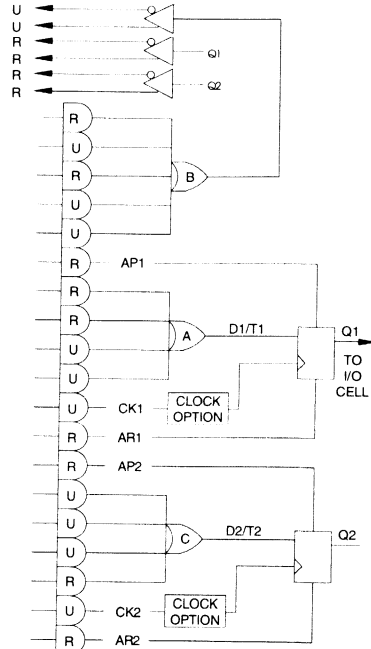 U
U
R
R Q1
R
R Q2
R
U
R B
U
U
R AP1
R
R D1/T1 Q1
U A
U
TO
I/O
CELL
U CK1 CLOCK
OPTION
R AR1
R AP2
U
U D2/T2 Q2
U C
R
U CK2 CLOCK
OPTION
R AR2